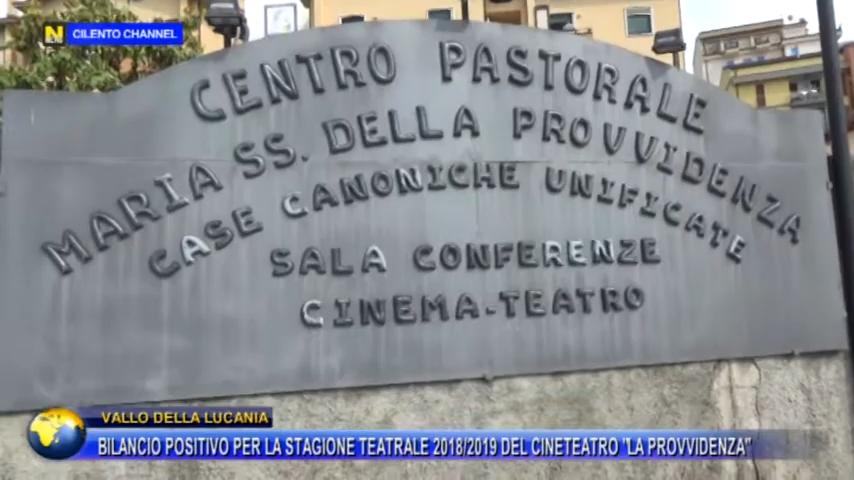 N CILENTO CHANNEL
CENTRO PASTORALE
MARIA SS. DELLA PROVVIDENZA
CASE CANONICHE UNIFICATE
SALA CONFERENZE
CINEMA-TEATRO
VALLO DELLA LUCANIA
BILANCIO POSITIVO PER LA STAGIONE TEATRALE 2018/2019 DEL CINETEATRO "LA PROVVIDENZA"